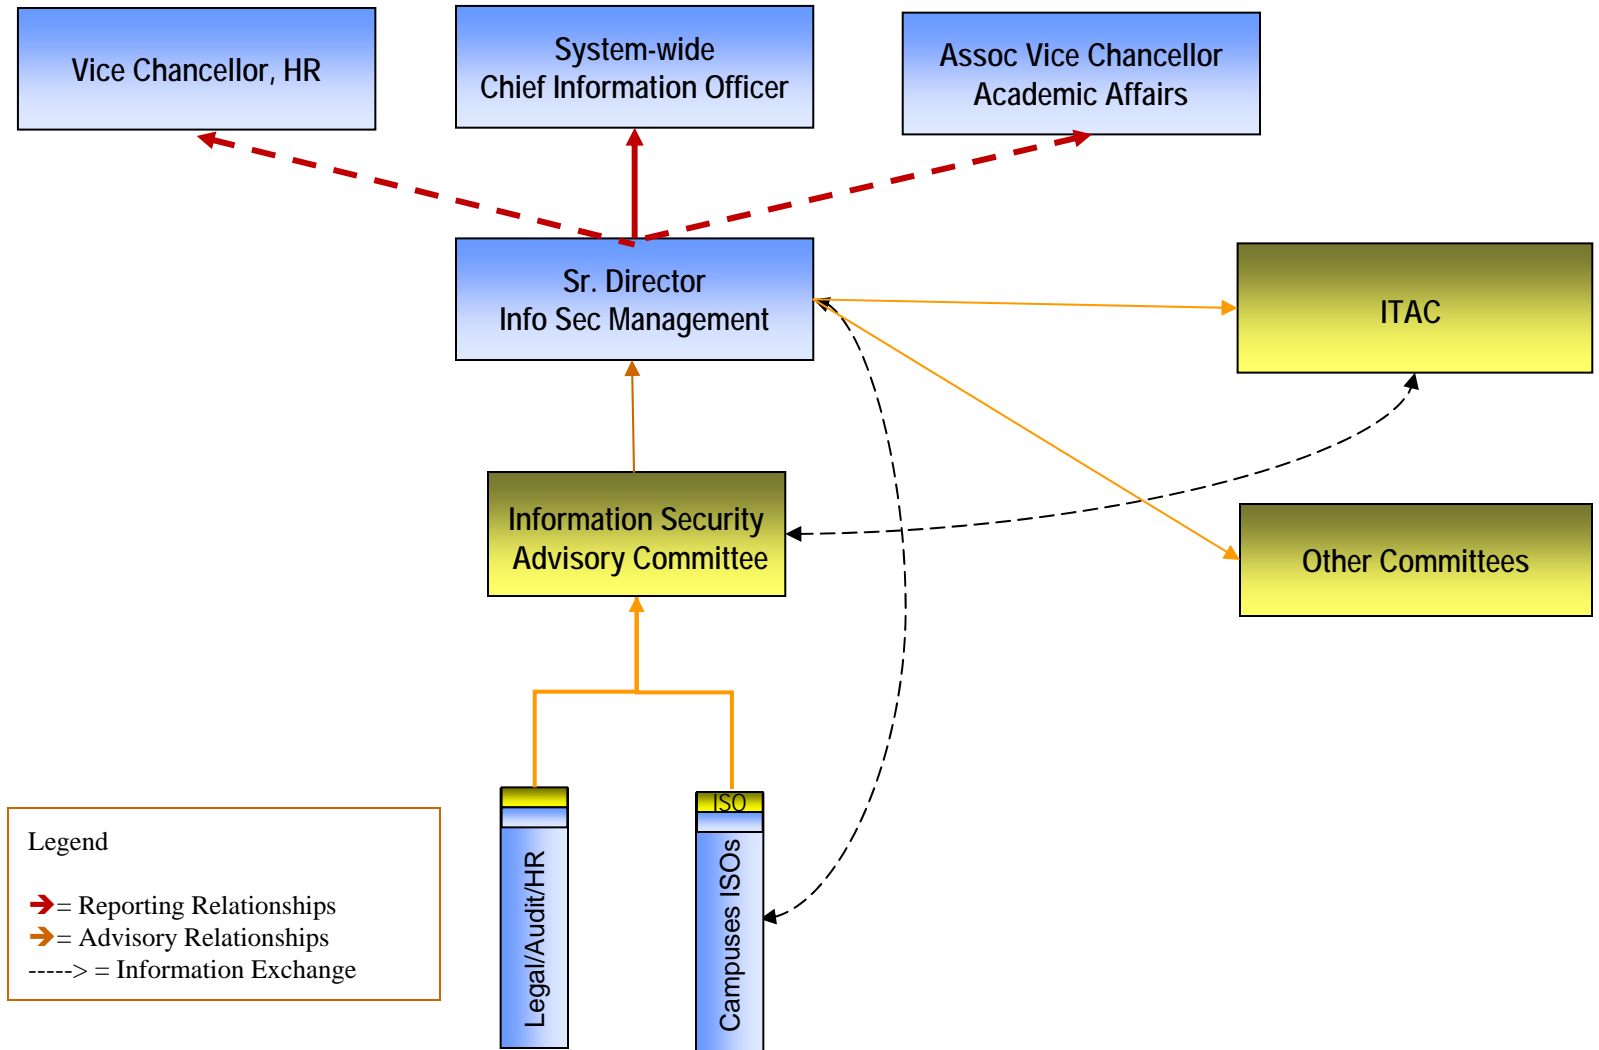 Vice Chancellor, HR
System-wide
Chief Information Officer
Assoc Vice Chancellor
Academic Affairs
Sr. Director
Info Sec Management
ITAC
Information Security
Advisory Committee
Other Committees
Legal/Audit/HR
ISO
Campuses ISOs
Legend
➔= Reporting Relationships
➔= Advisory Relationships
-----> = Information Exchange